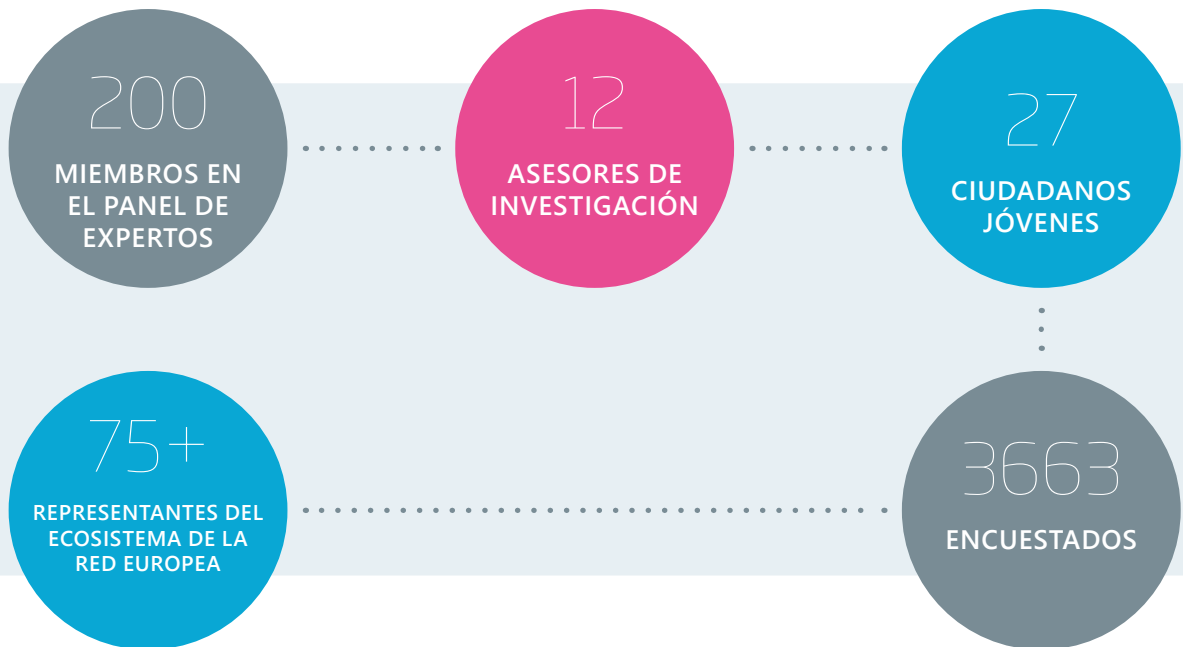 200
MIEMBROS EN
EL PANEL DE
EXPERTOS
12
ASESORES DE
INVESTIGACIÓN
27
CIUDADANOS
JÓVENES
75+
REPRESENTANTES DEL
ECOSISTEMA DE LA
RED EUROPEA
3663
ENCUESTADOS